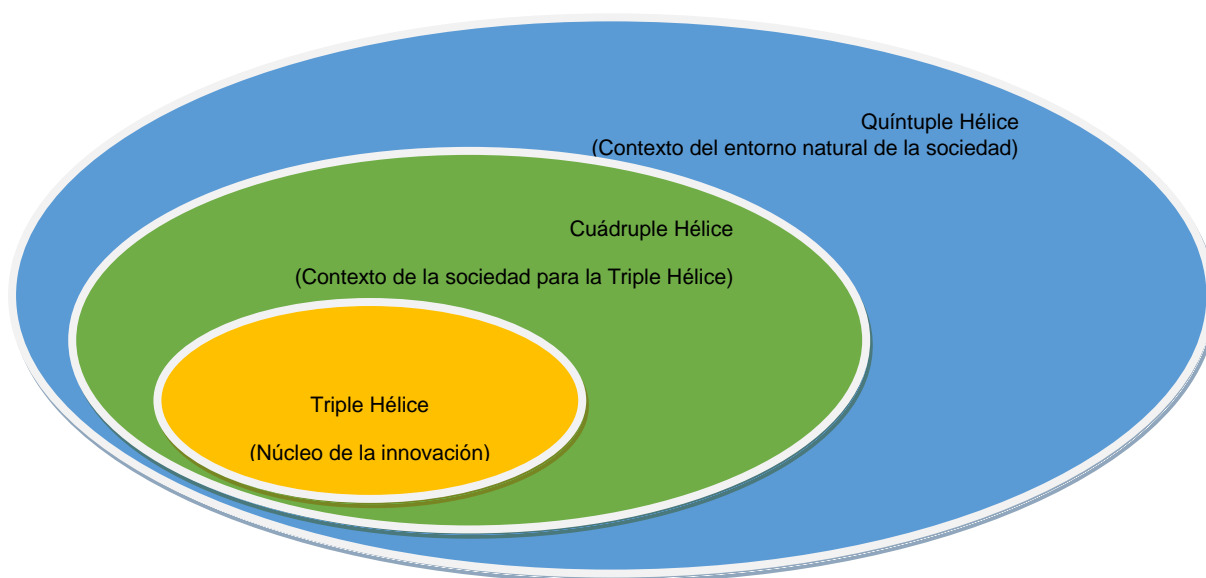 Quíntuple Hélice
(Contexto del entorno natural de la sociedad)
Cuádruple Hélice
(Contexto de la sociedad para la Triple Hélice)
Triple Hélice
(Núcleo de la innovación)